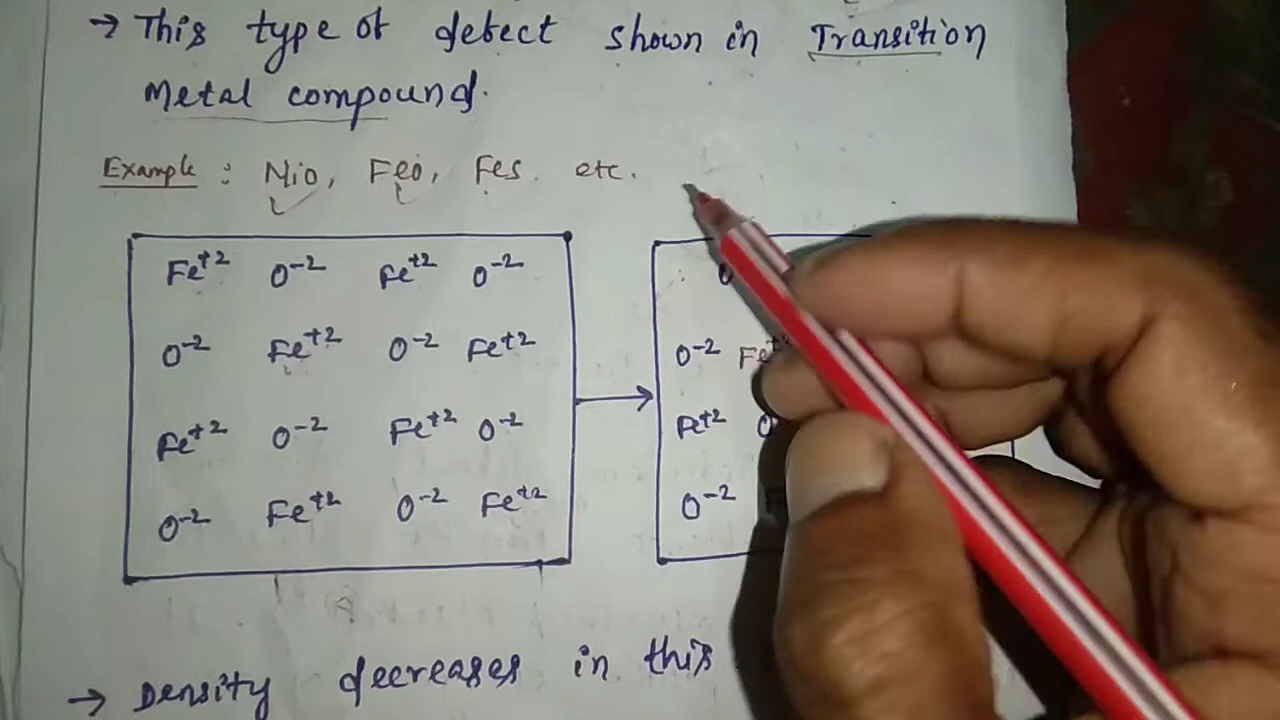 → This type of defect shown in Transition
Metal compound.
Example : Nio, Feo, Fes. etc.
Fe+2 O-2 Fe+2 O-2
O-2 Fe+2 O-2 Fe+2
Fe+2 O-2 Fe+2 O-2
O-2 Fe+2 O-2 Fe+2
O-2 Fe+2
Fe+2 O
O-2
→ Density decreases in this